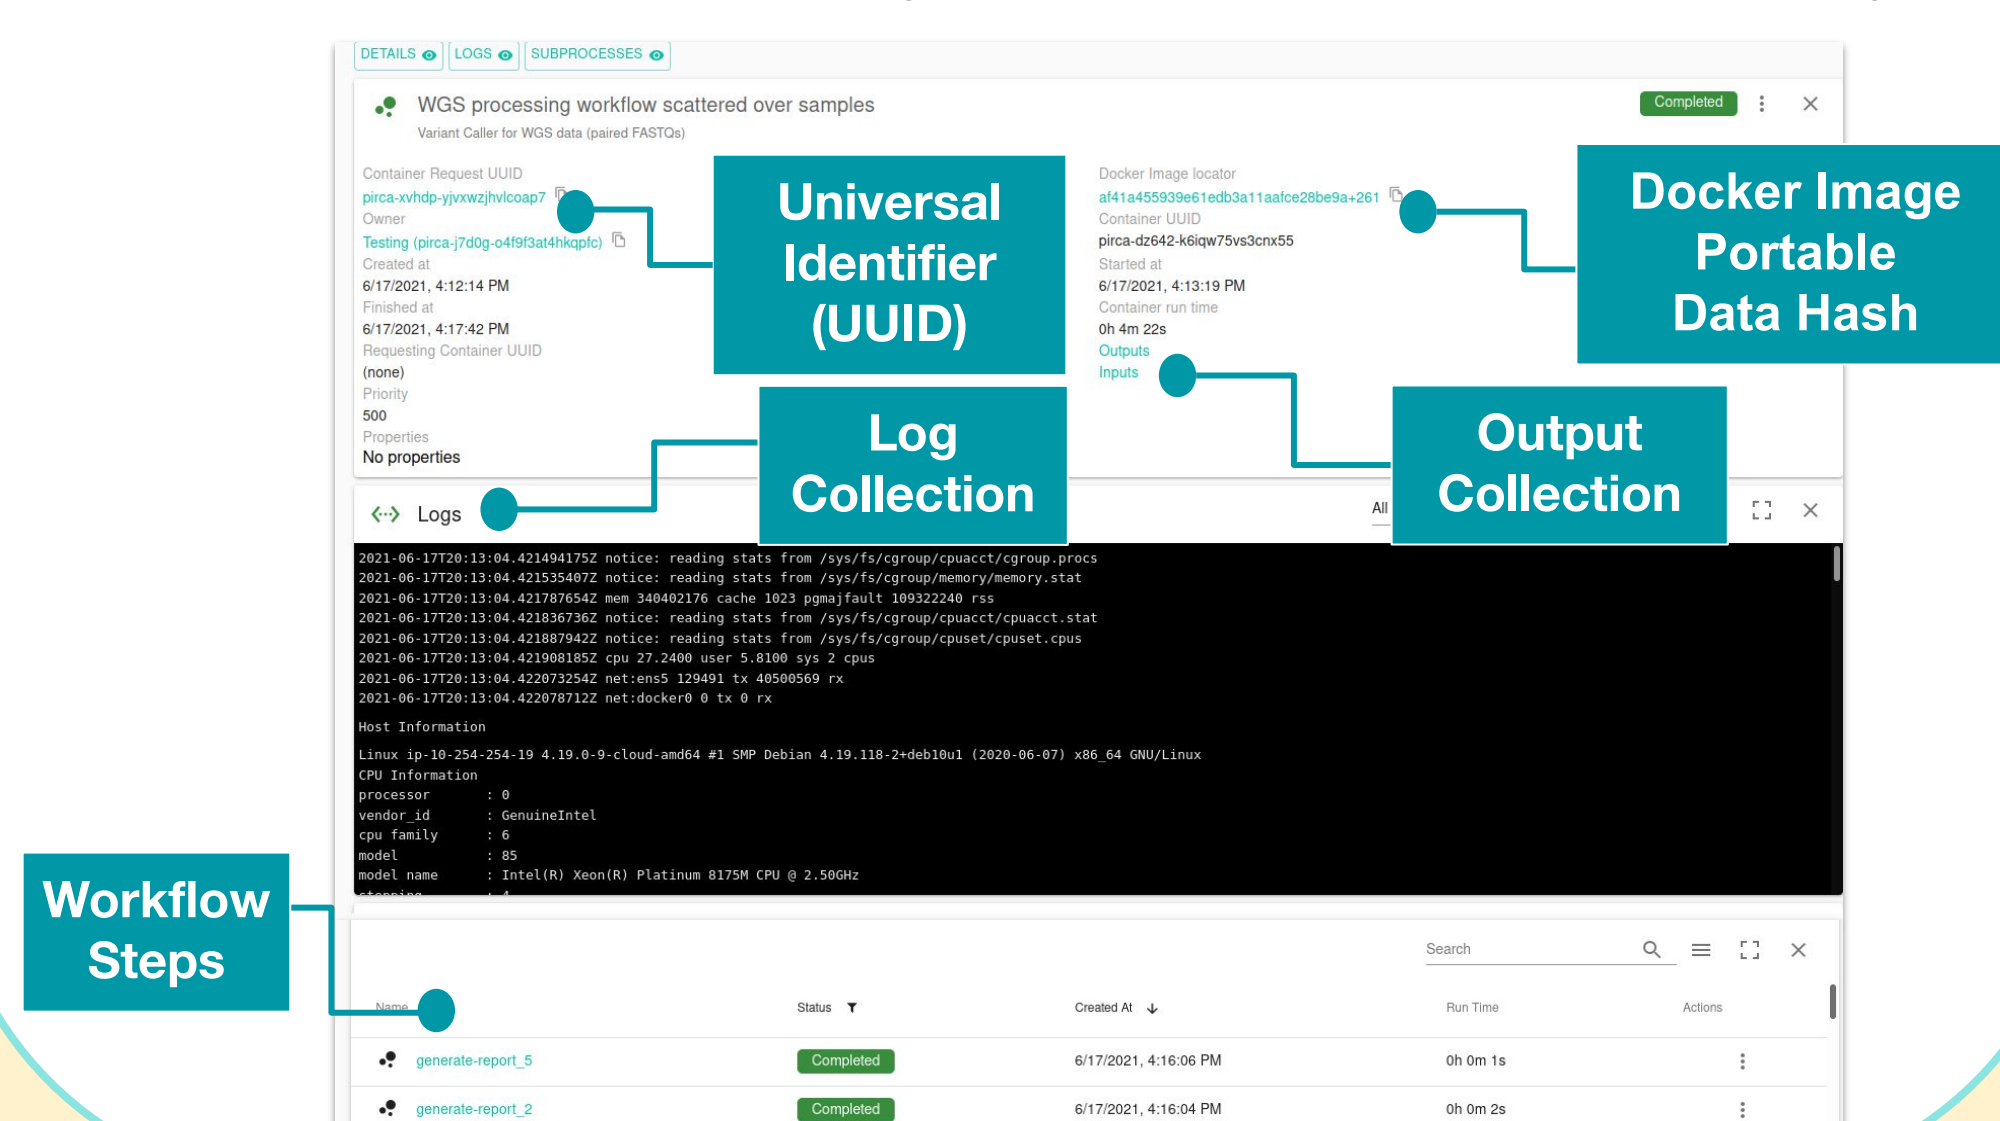 DETAILS
LOGS
SUBPROCESSES
WGS processing workflow scattered over samples
Completed
Variant Caller for WGS data (paired FASTQs)
Container Request UUID
pirca-xvhdp-yjvxwzjhvlcoap7
Owner
Testing (pirca-j7d0g-o4f9f3at4hkqpfc)
Created at
6/17/2021, 4:12:14 PM
Finished at
6/17/2021, 4:17:42 PM
Requesting Container UUID
(none)
Priority
500
Properties
No properties
Universal
Identifier
(UUID)
Docker Image locator
af41a455939e61edb3a11aafce28be9a+261
Container UUID
pirca-dz642-k6iqw75vs3cnx55
Started at
6/17/2021, 4:13:19 PM
Container run time
0h 4m 22s
Outputs
Inputs
Docker Image
Portable
Data Hash
Log
Collection
Output
Collection
Logs
All
2021-06-17T20:13:04.421494175Z notice: reading stats from /sys/fs/cgroup/cpuacct/cgroup.procs
2021-06-17T20:13:04.421535407Z notice: reading stats from /sys/fs/cgroup/memory/memory.stat
2021-06-17T20:13:04.421787654Z mem 340402176 cache 1023 pgmajfault 109322240 rss
2021-06-17T20:13:04.421836736Z notice: reading stats from /sys/fs/cgroup/cpuacct/cpuacct.stat
2021-06-17T20:13:04.421887942Z notice: reading stats from /sys/fs/cgroup/cpuset/cpuset.cpus
2021-06-17T20:13:04.421908185Z cpu 27.2400 user 5.8100 sys 2 cpus
2021-06-17T20:13:04.422073254Z net:ens5 129491 tx 40500569 rx
2021-06-17T20:13:04.422078712Z net:docker0 0 tx 0 rx
Host Information
Linux ip-10-254-254-19 4.19.0-9-cloud-amd64 #1 SMP Debian 4.19.118-2+deb10u1 (2020-06-07) x86_64 GNU/Linux
CPU Information
processor : 0
vendor_id : GenuineIntel
cpu family : 6
model : 85
model name : Intel(R) Xeon(R) Platinum 8175M CPU @ 2.50GHz
stepping : 4
Workflow
Steps
Search
Name Status Created At Run Time Actions
generate-report_5 Completed 6/17/2021, 4:16:06 PM 0h 0m 1s
generate-report_2 Completed 6/17/2021, 4:16:04 PM 0h 0m 2s